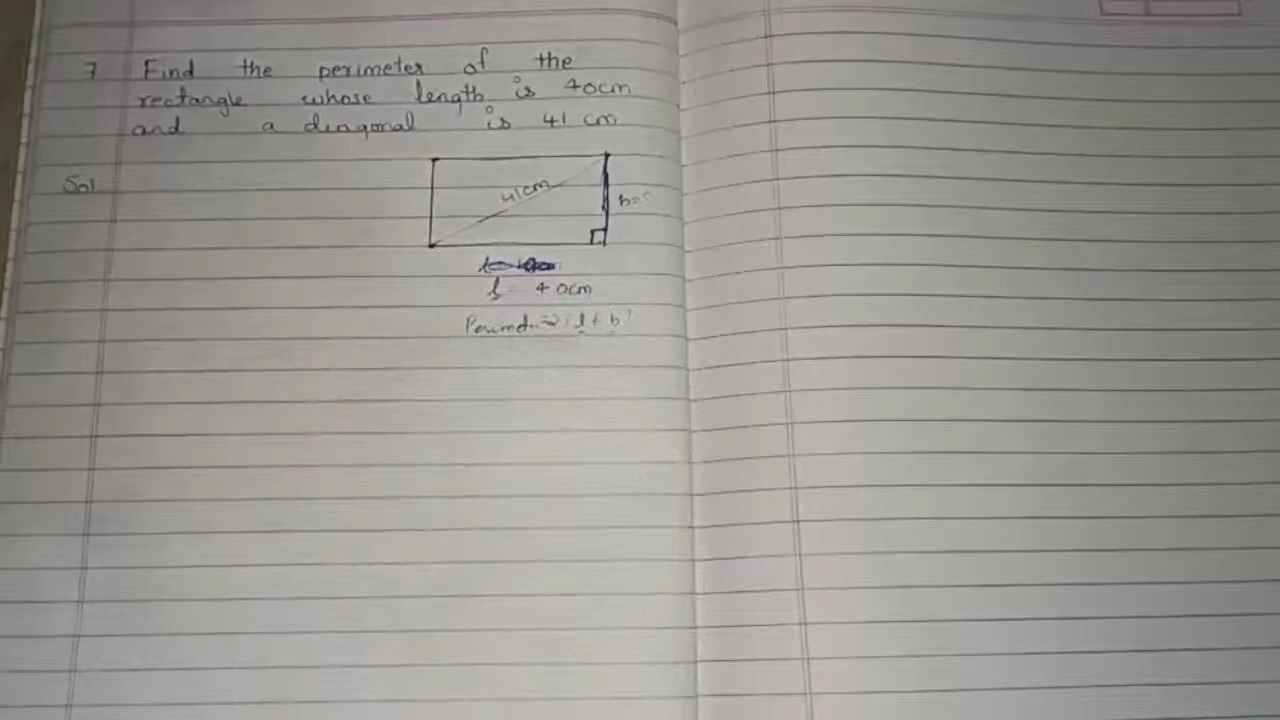 7 Find the perimeter of the
rectangle whose length is 40cm
and a diagonal is 41 cm
Sol
41cm
b=
l 40cm
l + b